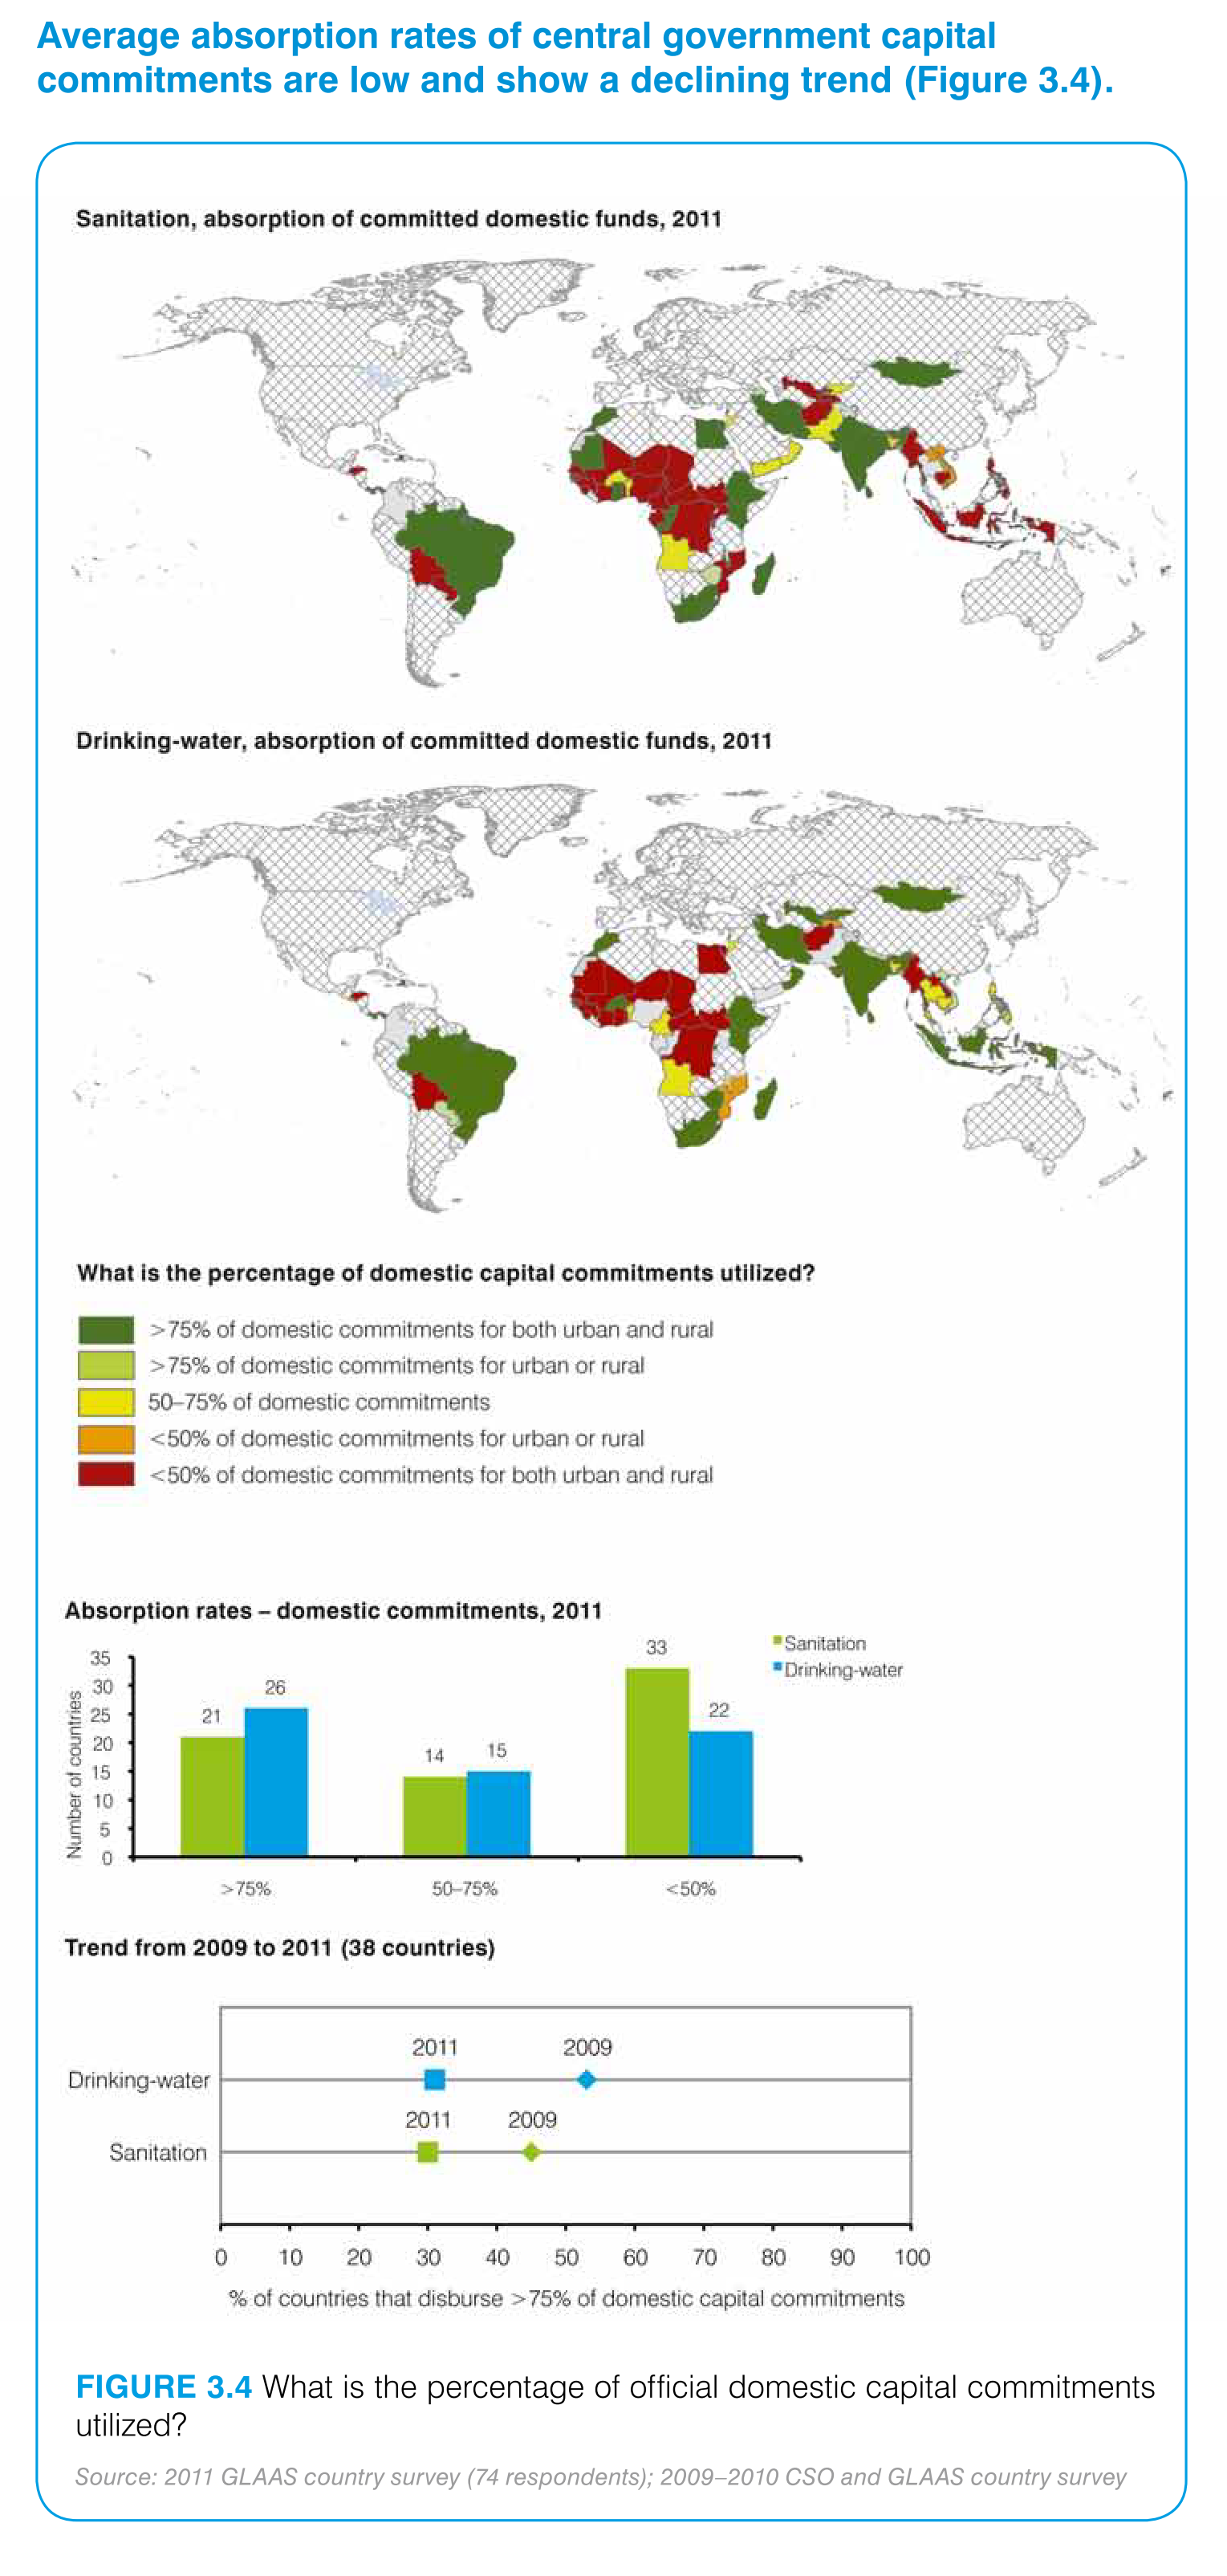 Average absorption rates of central government capital
commitments are low and show a declining trend (Figure 3.4).
Sanitation, absorption of committed domestic funds, 2011
Drinking-water, absorption of committed domestic funds, 2011
What is the percentage of domestic capital commitments utilized?
>75% of domestic commitments for both urban and rural
>75% of domestic commitments for urban or rural
50–75% of domestic commitments
<50% of domestic commitments for urban or rural
<50% of domestic commitments for both urban and rural
Absorption rates – domestic commitments, 2011
Number of countries
35
30
25
20
15
10
5
0
21
26
14
15
33
22
>75%
50–75%
<50%
Sanitation
Drinking-water
Trend from 2009 to 2011 (38 countries)
2011
2009
Drinking-water
2011
2009
Sanitation
0 10 20 30 40 50 60 70 80 90 100
% of countries that disburse >75% of domestic capital commitments
FIGURE 3.4 What is the percentage of official domestic capital commitments
utilized?
Source: 2011 GLAAS country survey (74 respondents); 2009–2010 CSO and GLAAS country survey